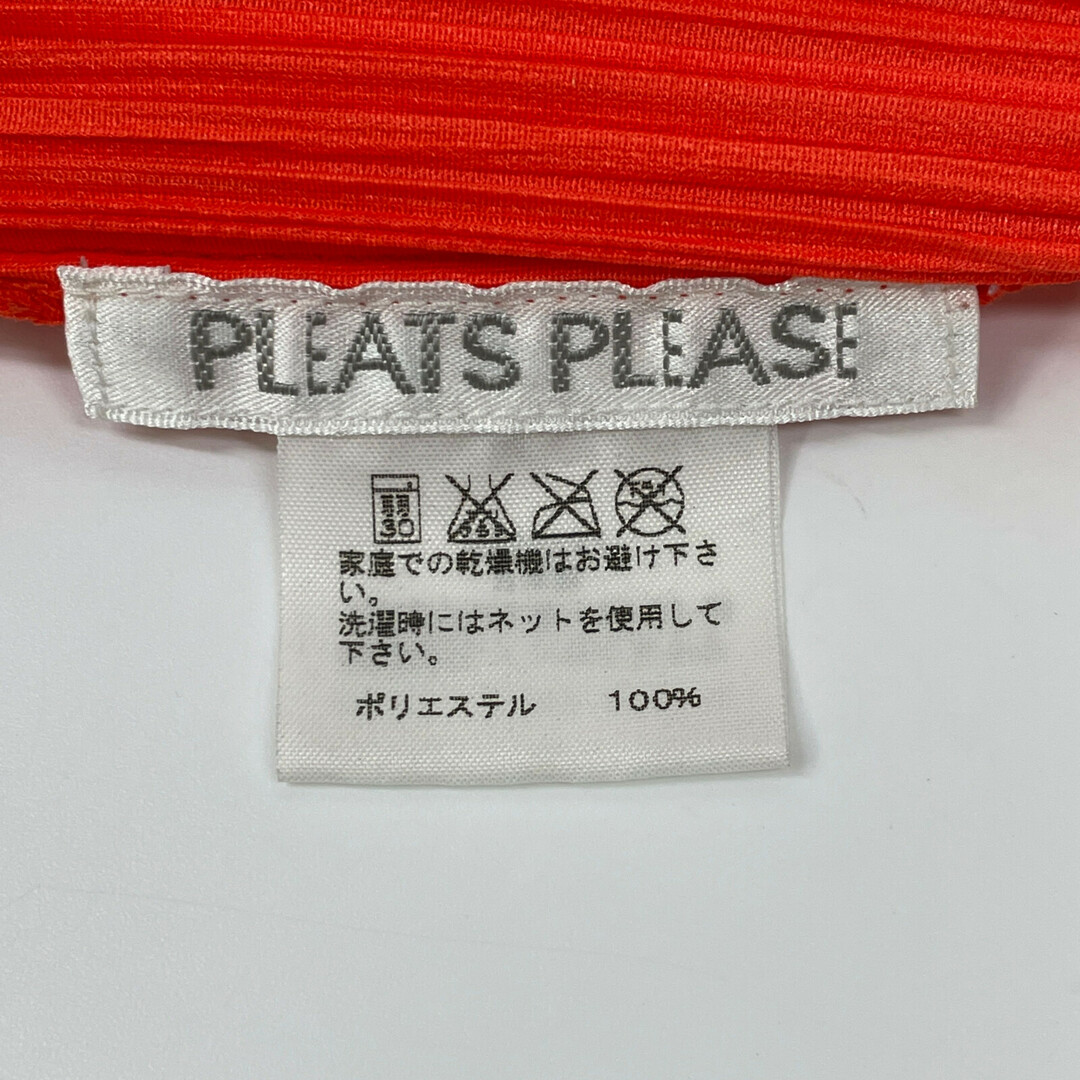 PLEATS PLEASE
弱
30
家庭での乾燥機はお避け下さ
い。
洗濯時にはネットを使用して
下さい。
ポリエステル 100%